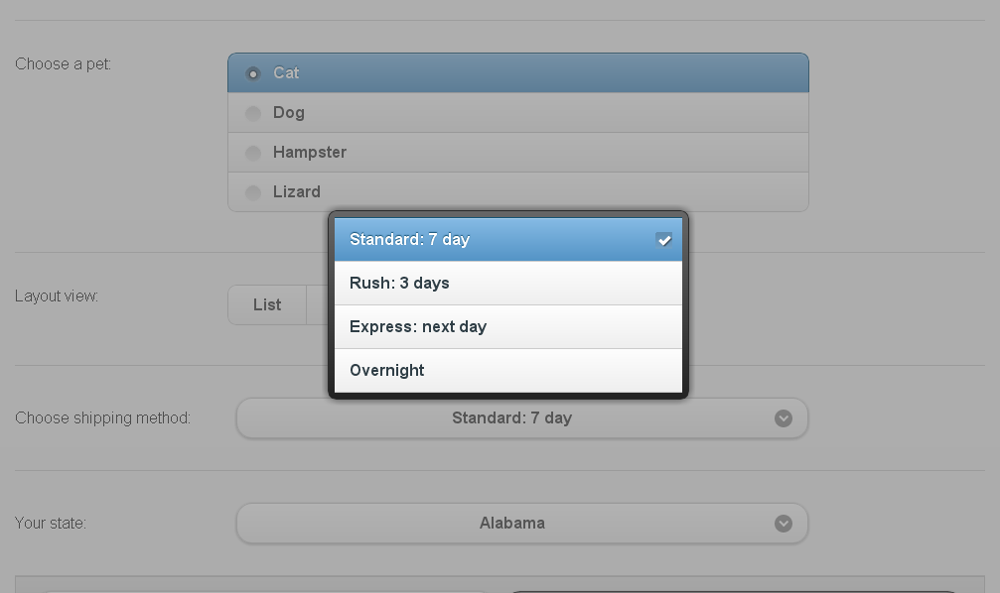 Choose a pet:
Cat
Dog
Hampster
Lizard
Standard: 7 day
Rush: 3 days
Express: next day
Overnight
Layout view:
List
Choose shipping method:
Standard: 7 day
Your state:
Alabama